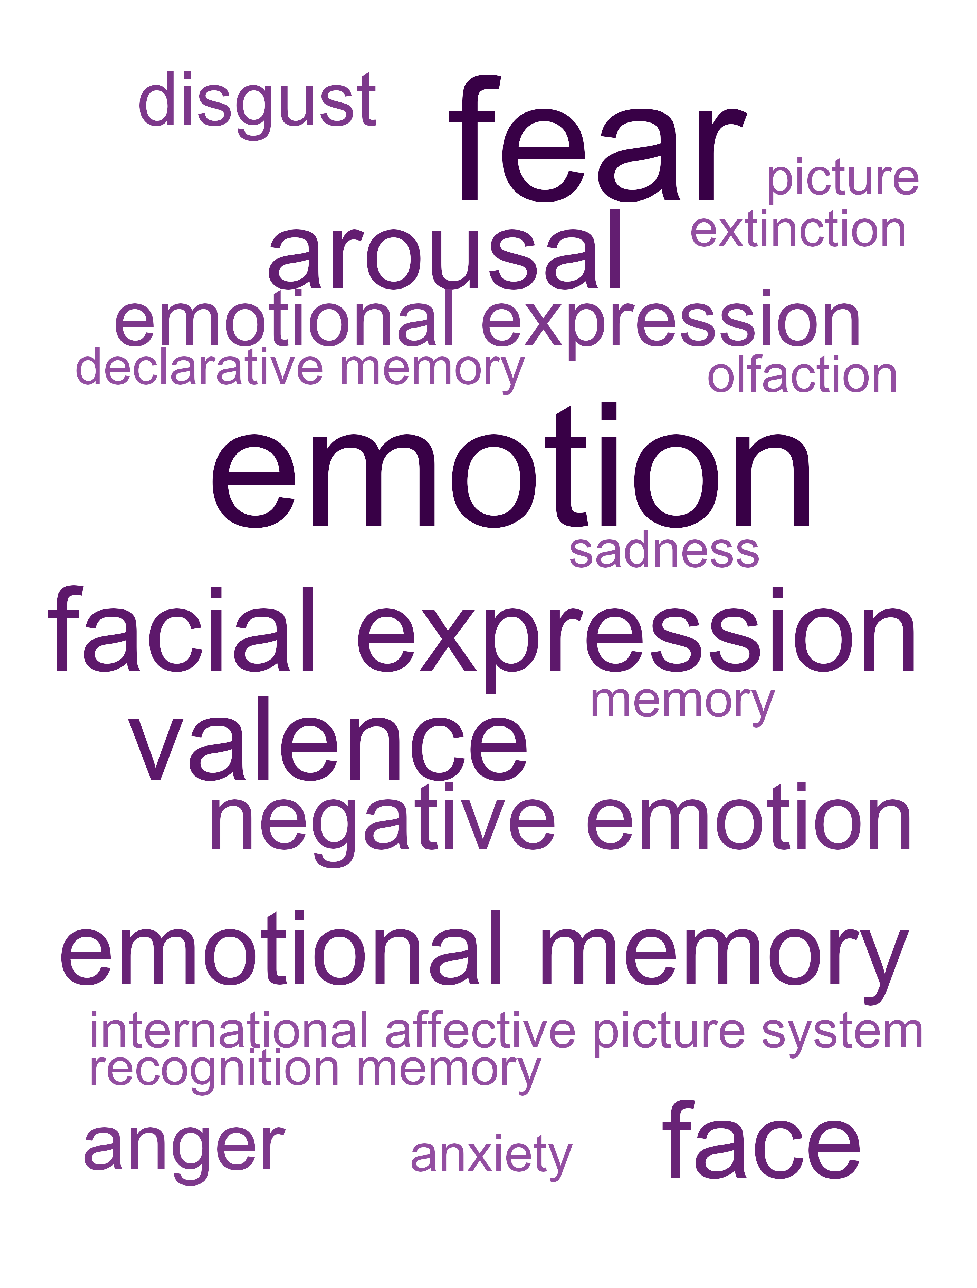 disgust
fear
picture
extinction
arousal
emotional expression
declarative memory
olfaction
emotion
sadness
facial expression
memory
valence
negative emotion
emotional memory
international affective picture system
recognition memory
anger
anxiety
face